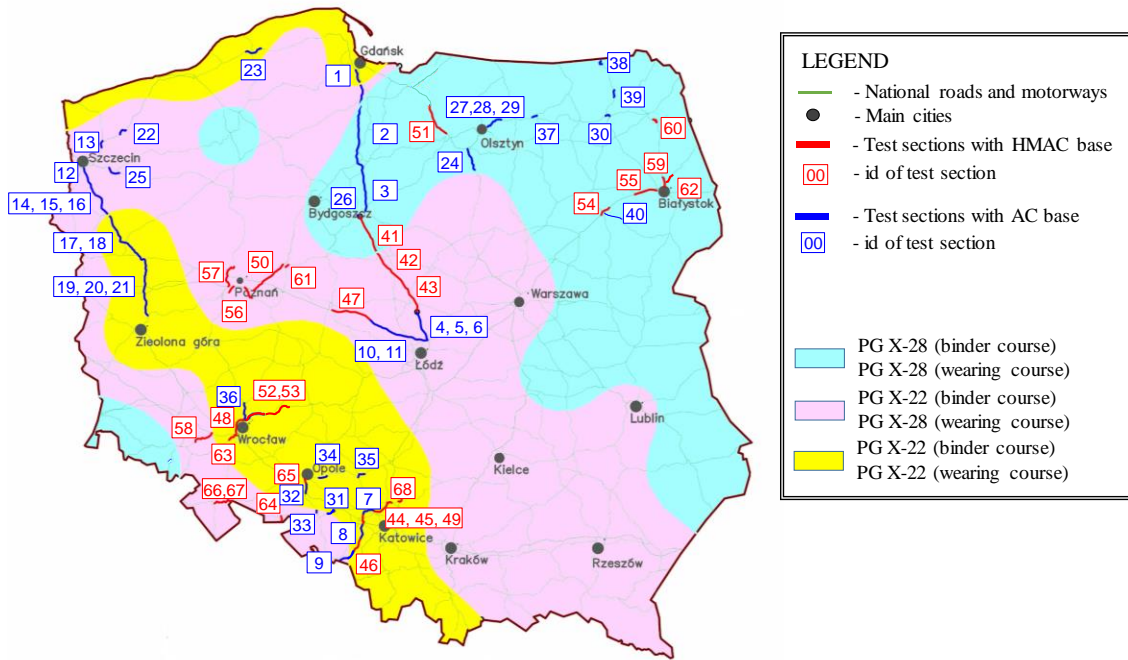 Gdańsk
23
1
38
39
27,28, 29
2
51
Olsztyn
37
30
60
22
13
Szczecin
12
25
24
59
55
62
3
26
Bydgoszcz
54
Białystok
14, 15, 16
40
17, 18
41
42
50
57
61
43
19, 20, 21
Poznań
47
Warszawa
56
4, 5, 6
Zielona góra
10, 11
Łódź
52,53
36
48
58
Wrocław
Lublin
63
34
35
Kielce
65
Opole
66,67
32
31
7
68
64
33
44, 45, 49
Katowice
8
Kraków
Rzeszów
9
46
LEGEND
- National roads and motorways
- Main cities
- Test sections with HMAC base
00 - id of test section
- Test sections with AC base
00 - id of test section
PG X-28 (binder course)
PG X-28 (wearing course)
PG X-22 (binder course)
PG X-28 (wearing course)
PG X-22 (binder course)
PG X-22 (wearing course)